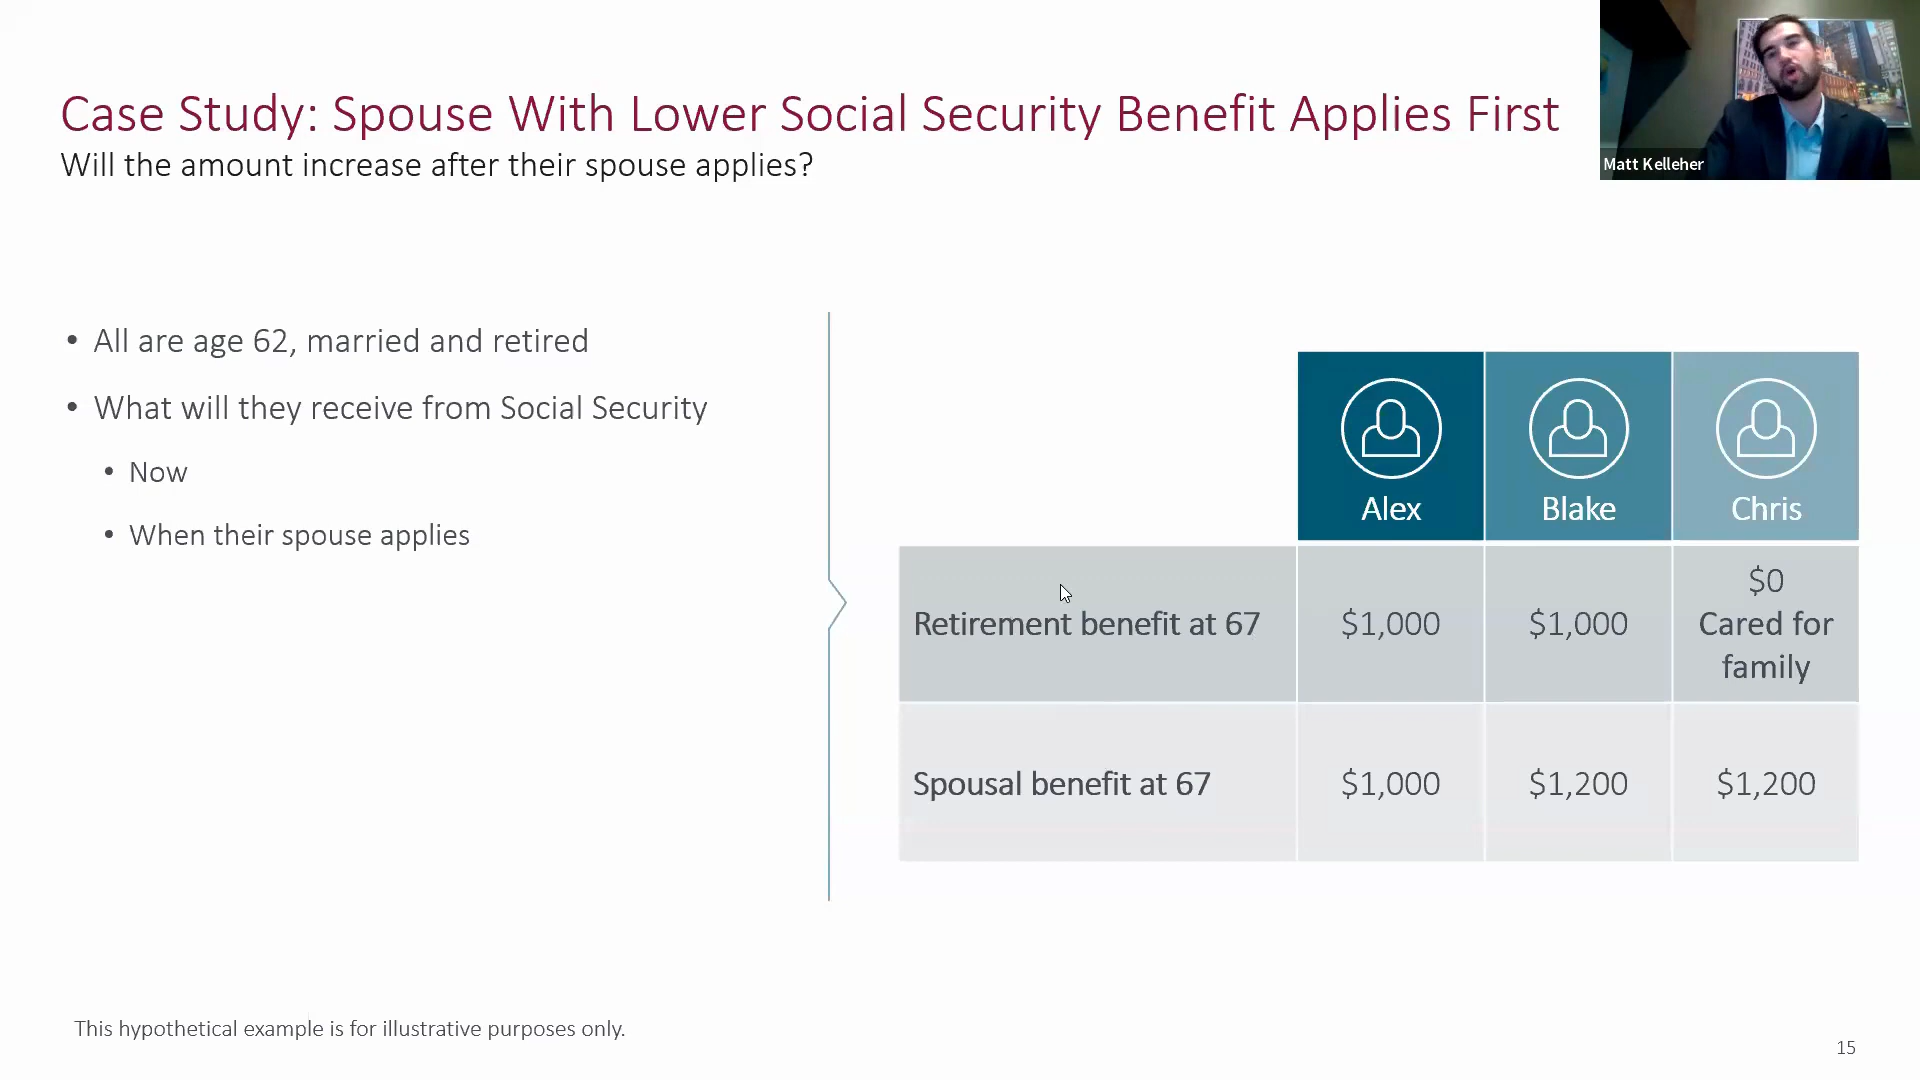 Case Study: Spouse With Lower Social Security Benefit Applies First
Will the amount increase after their spouse applies?
Matt Kelleher
• All are age 62, married and retired
• What will they receive from Social Security
• Now
• When their spouse applies
Alex
Blake
Chris
Retirement benefit at 67
$1,000
$1,000
$0
Cared for
family
Spousal benefit at 67
$1,000
$1,200
$1,200
This hypothetical example is for illustrative purposes only.
15